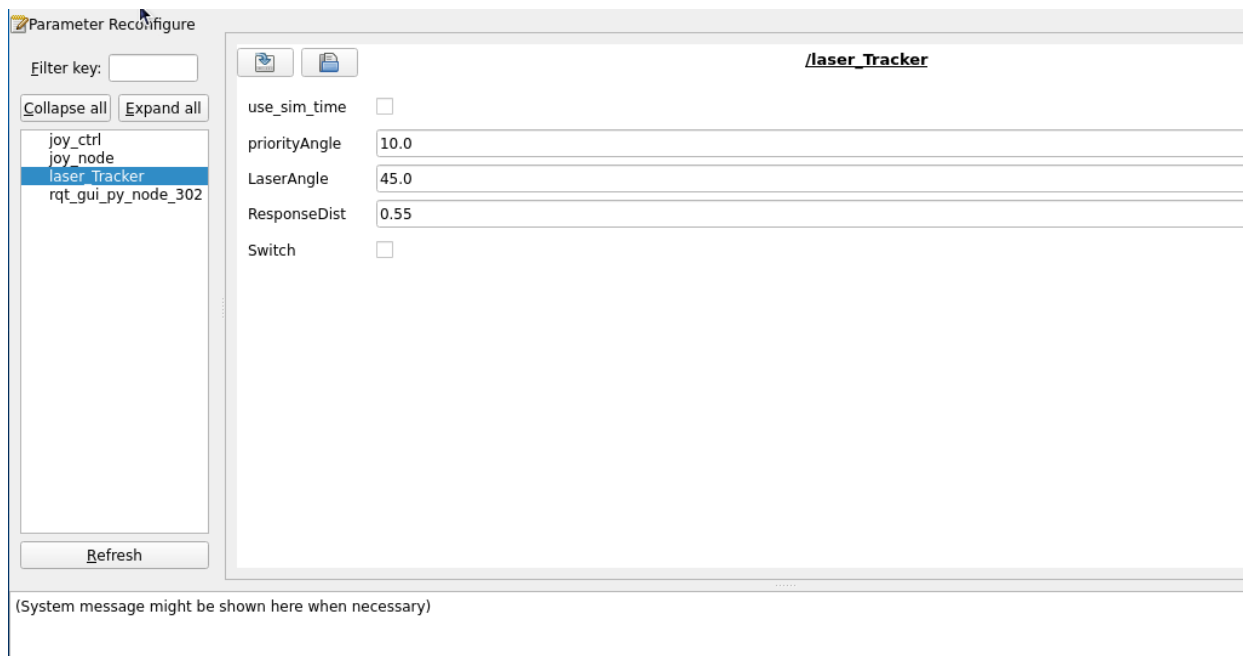 Parameter Reconfigure
Filter key:
Collapse all
Expand all
joy_ctrl
joy_node
laser_Tracker
rqt_gui_py_node_302
Refresh
/laser_Tracker
use_sim_time
priorityAngle 10.0
LaserAngle 45.0
ResponseDist 0.55
Switch
(System message might be shown here when necessary)